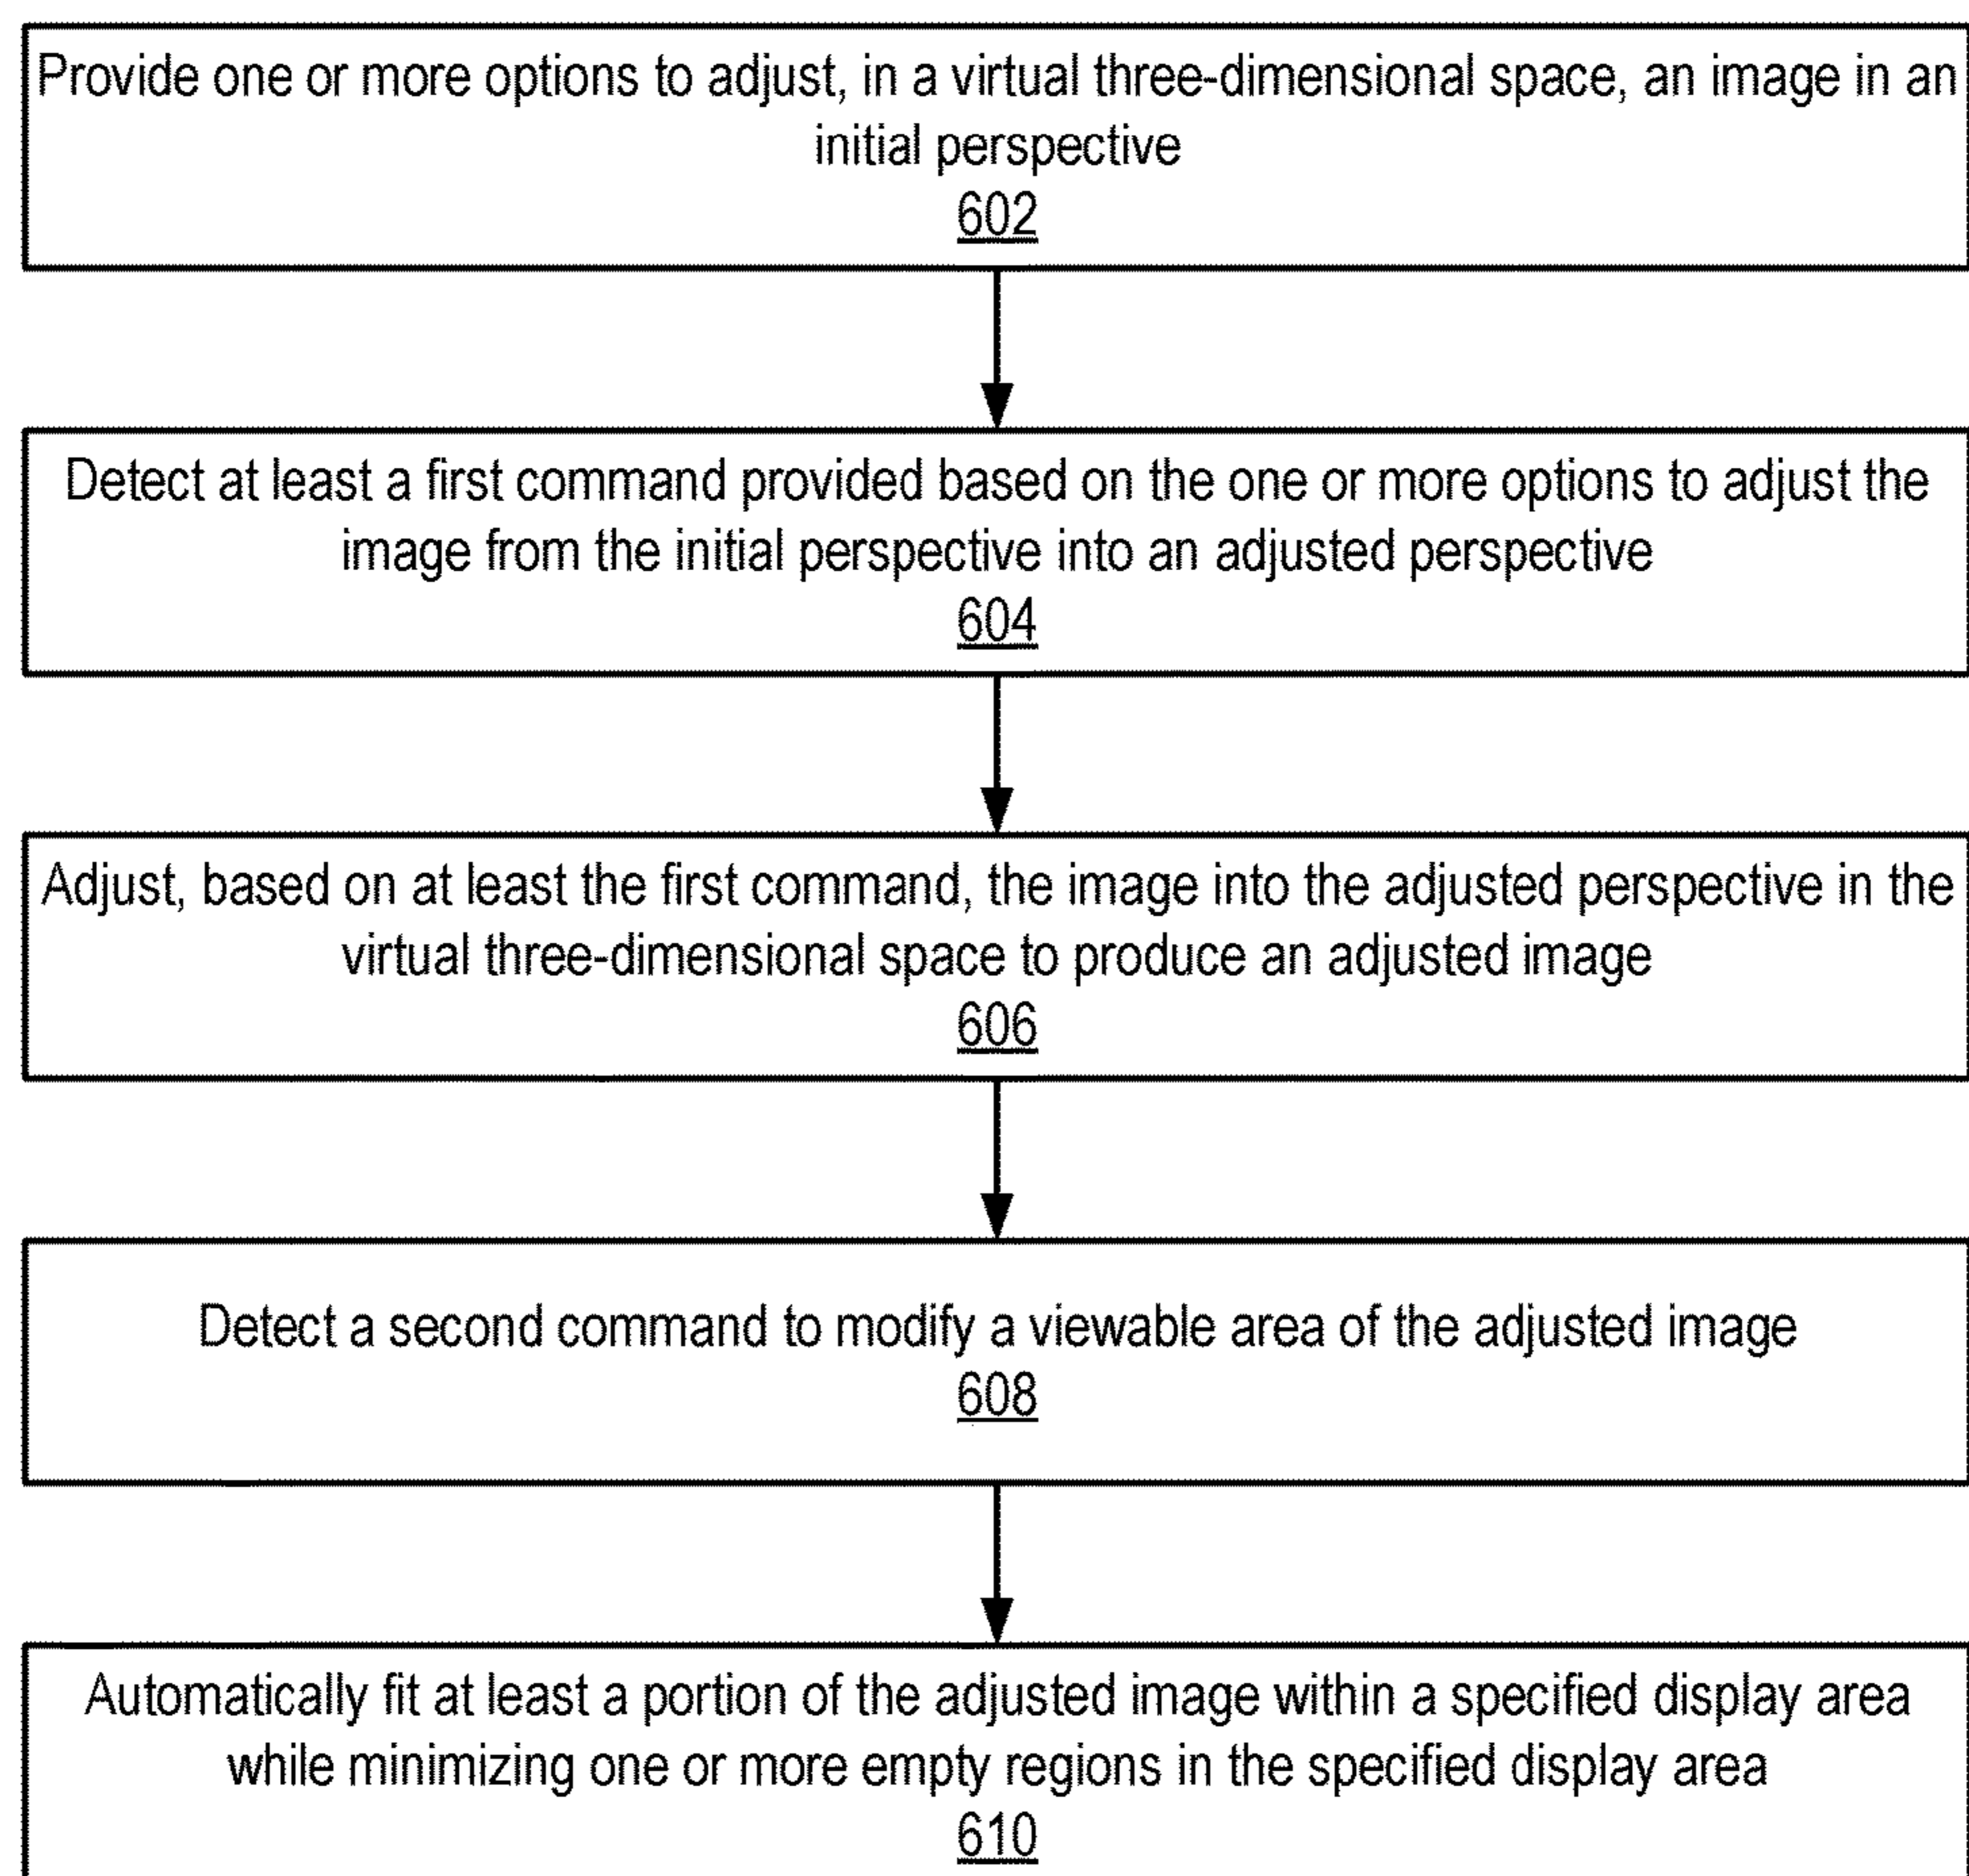 Provide one or more options to adjust, in a virtual three-dimensional space, an image in an
initial perspective
602
Detect at least a first command provided based on the one or more options to adjust the
image from the initial perspective into an adjusted perspective
604
Adjust, based on at least the first command, the image into the adjusted perspective in the
virtual three-dimensional space to produce an adjusted image
606
Detect a second command to modify a viewable area of the adjusted image
608
Automatically fit at least a portion of the adjusted image within a specified display area
while minimizing one or more empty regions in the specified display area
610